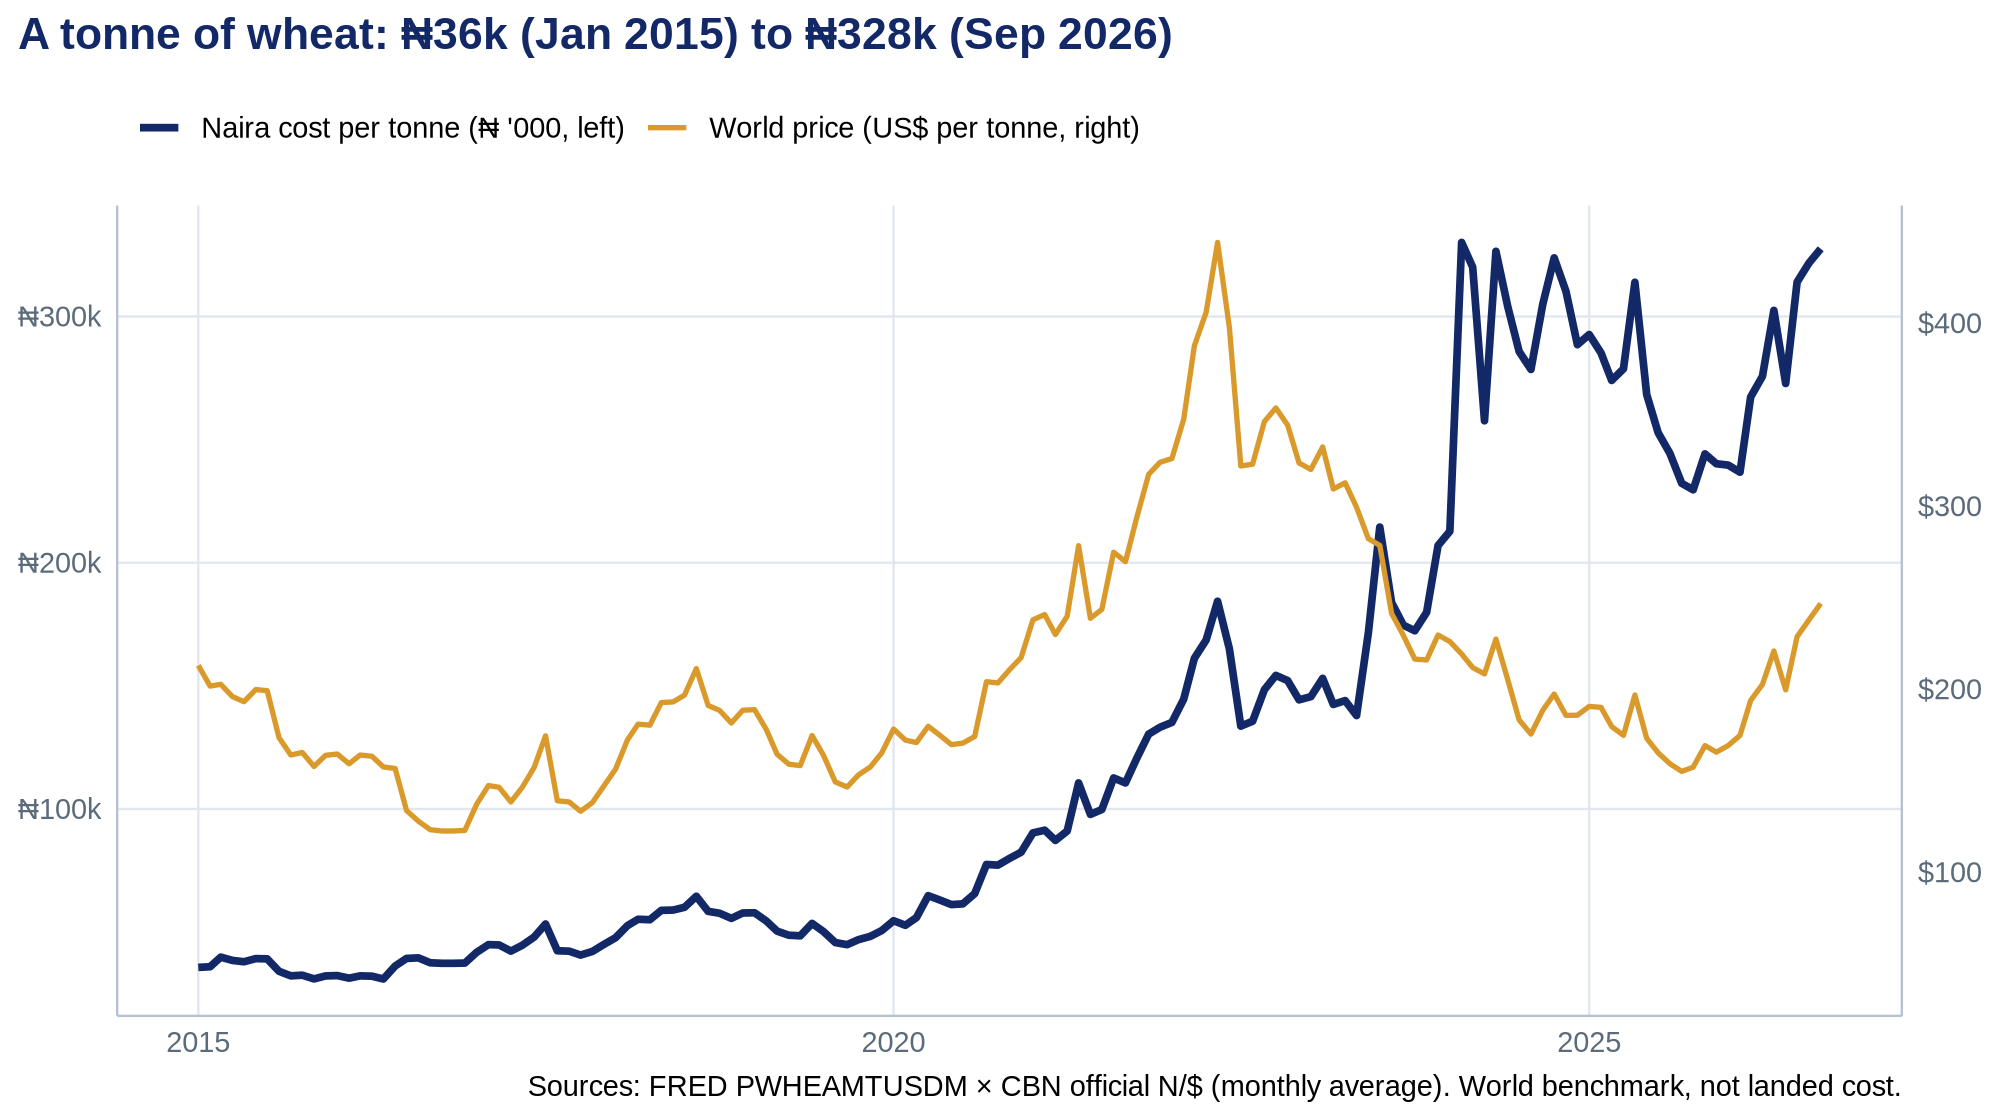 A tonne of wheat: ₦36k (Jan 2015) to ₦328k (Sep 2026)
Naira cost per tonne (₦ '000, left)
World price (US$ per tonne, right)
₦300k
₦200k
₦100k
$400
$300
$200
$100
2015
2020
2025
Sources: FRED PWHEAMTUSDM × CBN official N/$ (monthly average). World benchmark, not landed cost.